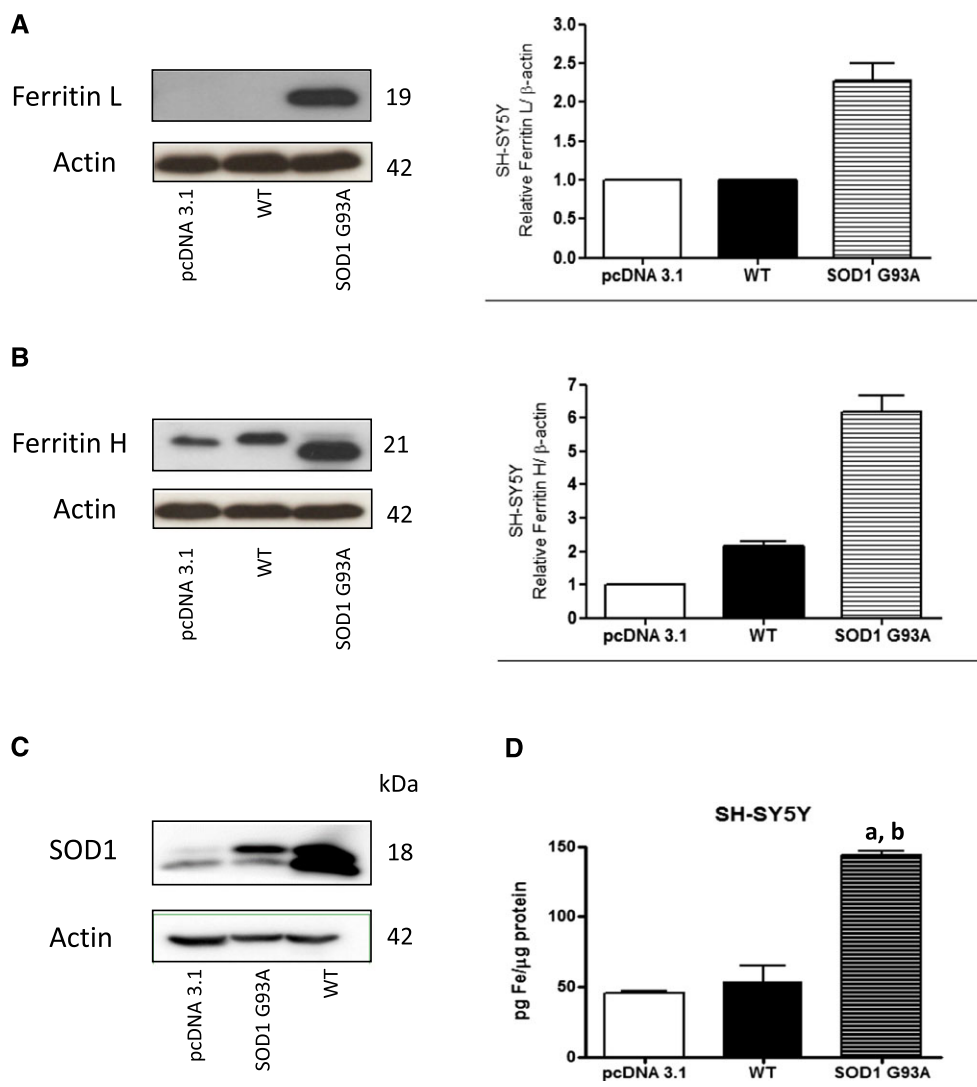 A
Ferritin L
19
Actin
42
pcDNA 3.1
WT
SOD1 G93A
SH-SY5Y
Relative Ferritin L/ β-actin
3.0
2.5
2.0
1.5
1.0
0.5
0.0
pcDNA 3.1 WT SOD1 G93A
B
Ferritin H
21
Actin
42
pcDNA 3.1
WT
SOD1 G93A
SH-SY5Y
Relative Ferritin H/ β-actin
7
6
5
4
3
2
1
0
pcDNA 3.1 WT SOD1 G93A
C
kDa
SOD1
18
Actin
42
pcDNA 3.1
SOD1 G93A
WT
D
SH-SY5Y
a, b
pg Fe/μg protein
150
100
50
0
pcDNA 3.1 WT SOD1 G93A